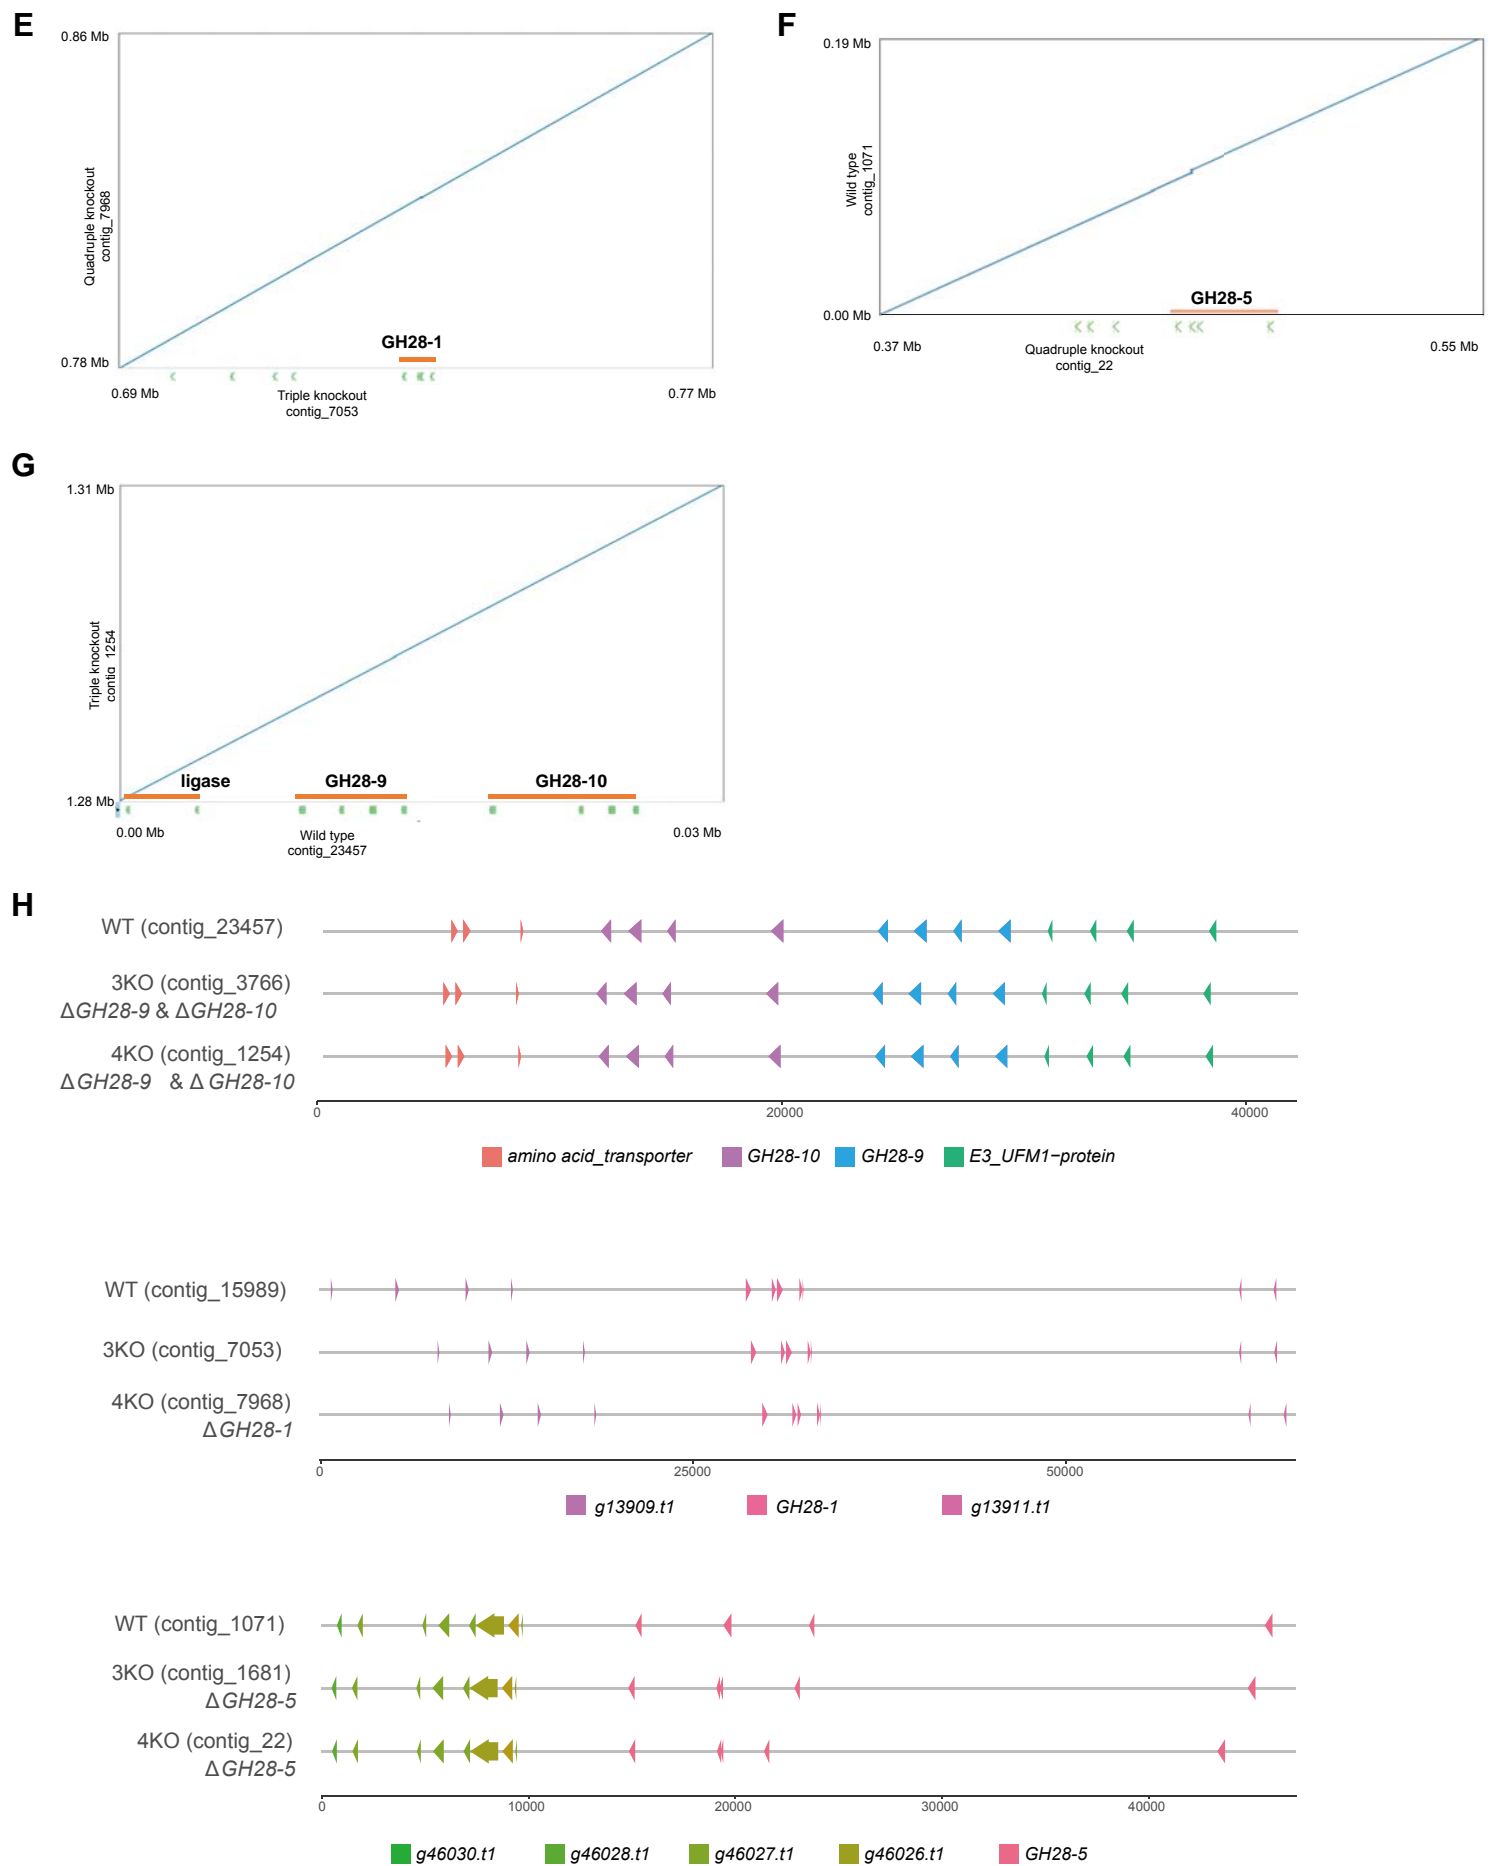 E
0.86 Mb
Quadruple knockout
contig_7968
GH28-1
0.78 Mb
0.69 Mb
Triple knockout
contig_7053
0.77 Mb
F
0.19 Mb
Wild type
contig_1071
GH28-5
0.00 Mb
0.37 Mb
Quadruple knockout
contig_22
0.55 Mb
G
1.31 Mb
Triple knockout
contig_1254
ligase
GH28-9
GH28-10
1.28 Mb
0.00 Mb
Wild type
contig_23457
0.03 Mb
H
WT (contig_23457)
3KO (contig_3766)
ΔGH28-9 & ΔGH28-10
4KO (contig_1254)
ΔGH28-9 & ΔGH28-10
0 20000 40000
amino acid_transporter GH28-10 GH28-9 E3_UFM1−protein
WT (contig_15989)
3KO (contig_7053)
4KO (contig_7968)
ΔGH28-1
0 25000 50000
g13909.t1 GH28-1 g13911.t1
WT (contig_1071)
3KO (contig_1681)
ΔGH28-5
4KO (contig_22)
ΔGH28-5
0 10000 20000 30000 40000
g46030.t1 g46028.t1 g46027.t1 g46026.t1 GH28-5